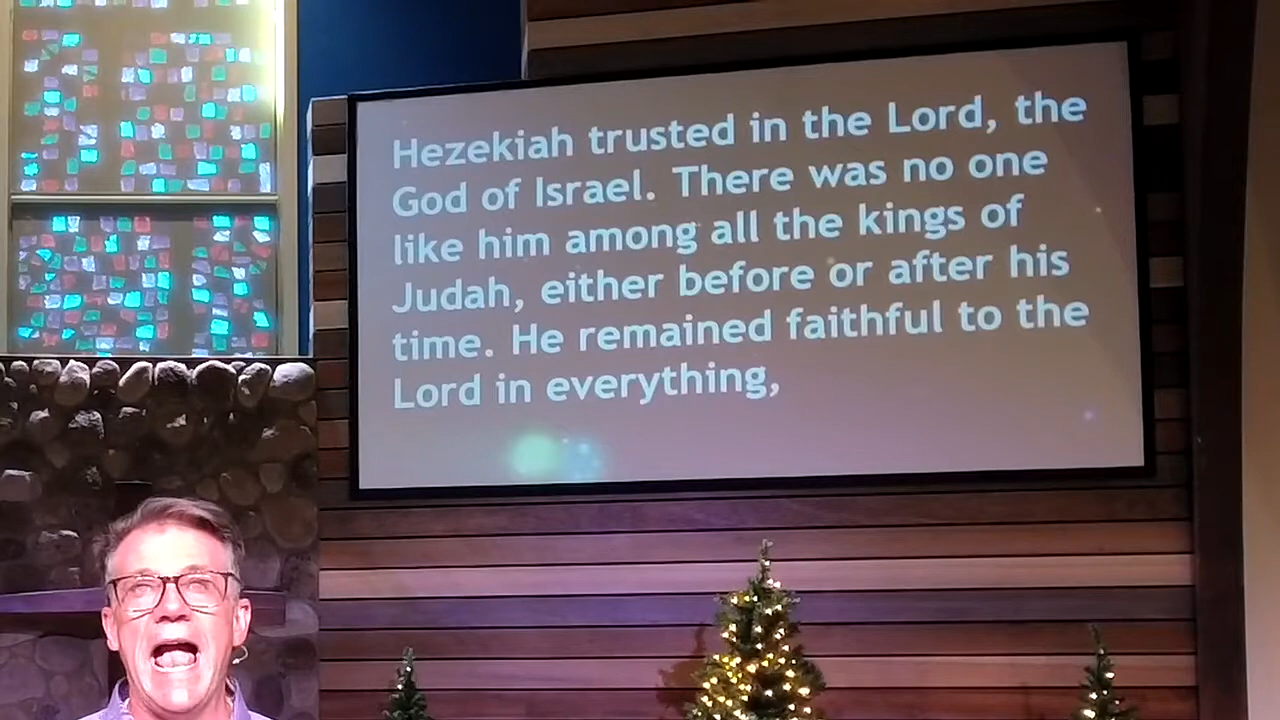 Hezekiah trusted in the Lord, the
God of Israel. There was no one
like him among all the kings of
Judah, either before or after his
time. He remained faithful to the
Lord in everything,